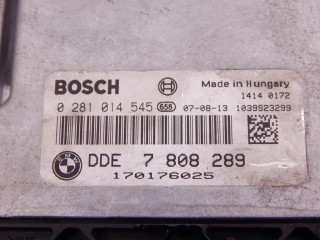 BOSCH
Made in Hungary
1414 0172
0 281 014 545 658 07-08-13 1039S23299
BMW
DDE 7 808 289
170176025